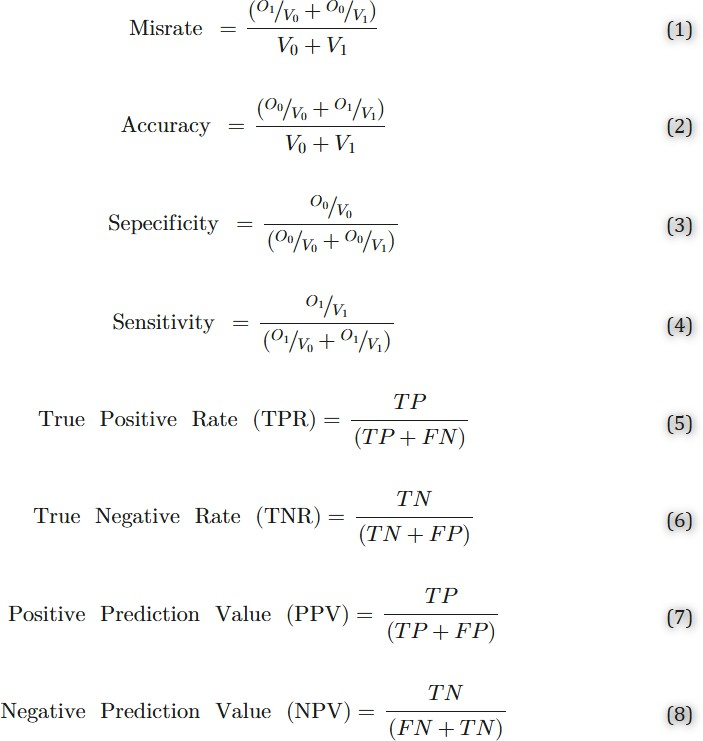 Misrate = (O₁/V₀ + O₀/V₁) / V₀ + V₁ (1)
Accuracy = (O₀/V₀ + O₁/V₁) / V₀ + V₁ (2)
Sepecificity = O₀/V₀ / (O₀/V₀ + O₀/V₁) (3)
Sensitivity = O₁/V₁ / (O₁/V₀ + O₁/V₁) (4)
True Positive Rate (TPR) = TP / (TP + FN) (5)
True Negative Rate (TNR) = TN / (TN + FP) (6)
Positive Prediction Value (PPV) = TP / (TP + FP) (7)
Negative Prediction Value (NPV) = TN / (FN + TN) (8)